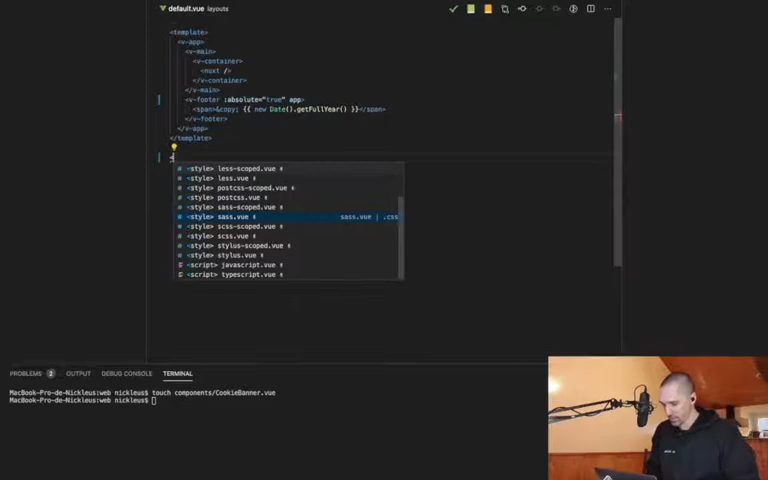 default.vue layouts
<template>
<v-app>
<v-main>
<v-container>
<nuxt />
</v-container>
</v-main>
<v-footer :absolute="true" app>
<span>&copy; {{ new Date().getFullYear() }}</span>
</v-footer>
</v-app>
</template>
<
# <style> less-scoped.vue
# <style> less.vue
# <style> postcss-scoped.vue
# <style> postcss.vue
# <style> sass-scoped.vue
# <style> sass.vue sass.vue | .css
# <style> scss-scoped.vue
# <style> scss.vue
# <style> stylus-scoped.vue
# <style> stylus.vue
<script> javascript.vue
<script> typescript.vue
PROBLEMS 2 OUTPUT DEBUG CONSOLE TERMINAL
MacBook-Pro-de-Nickleus:web nickleus$ touch components/CookieBanner.vue
MacBook-Pro-de-Nickleus:web nickleus$